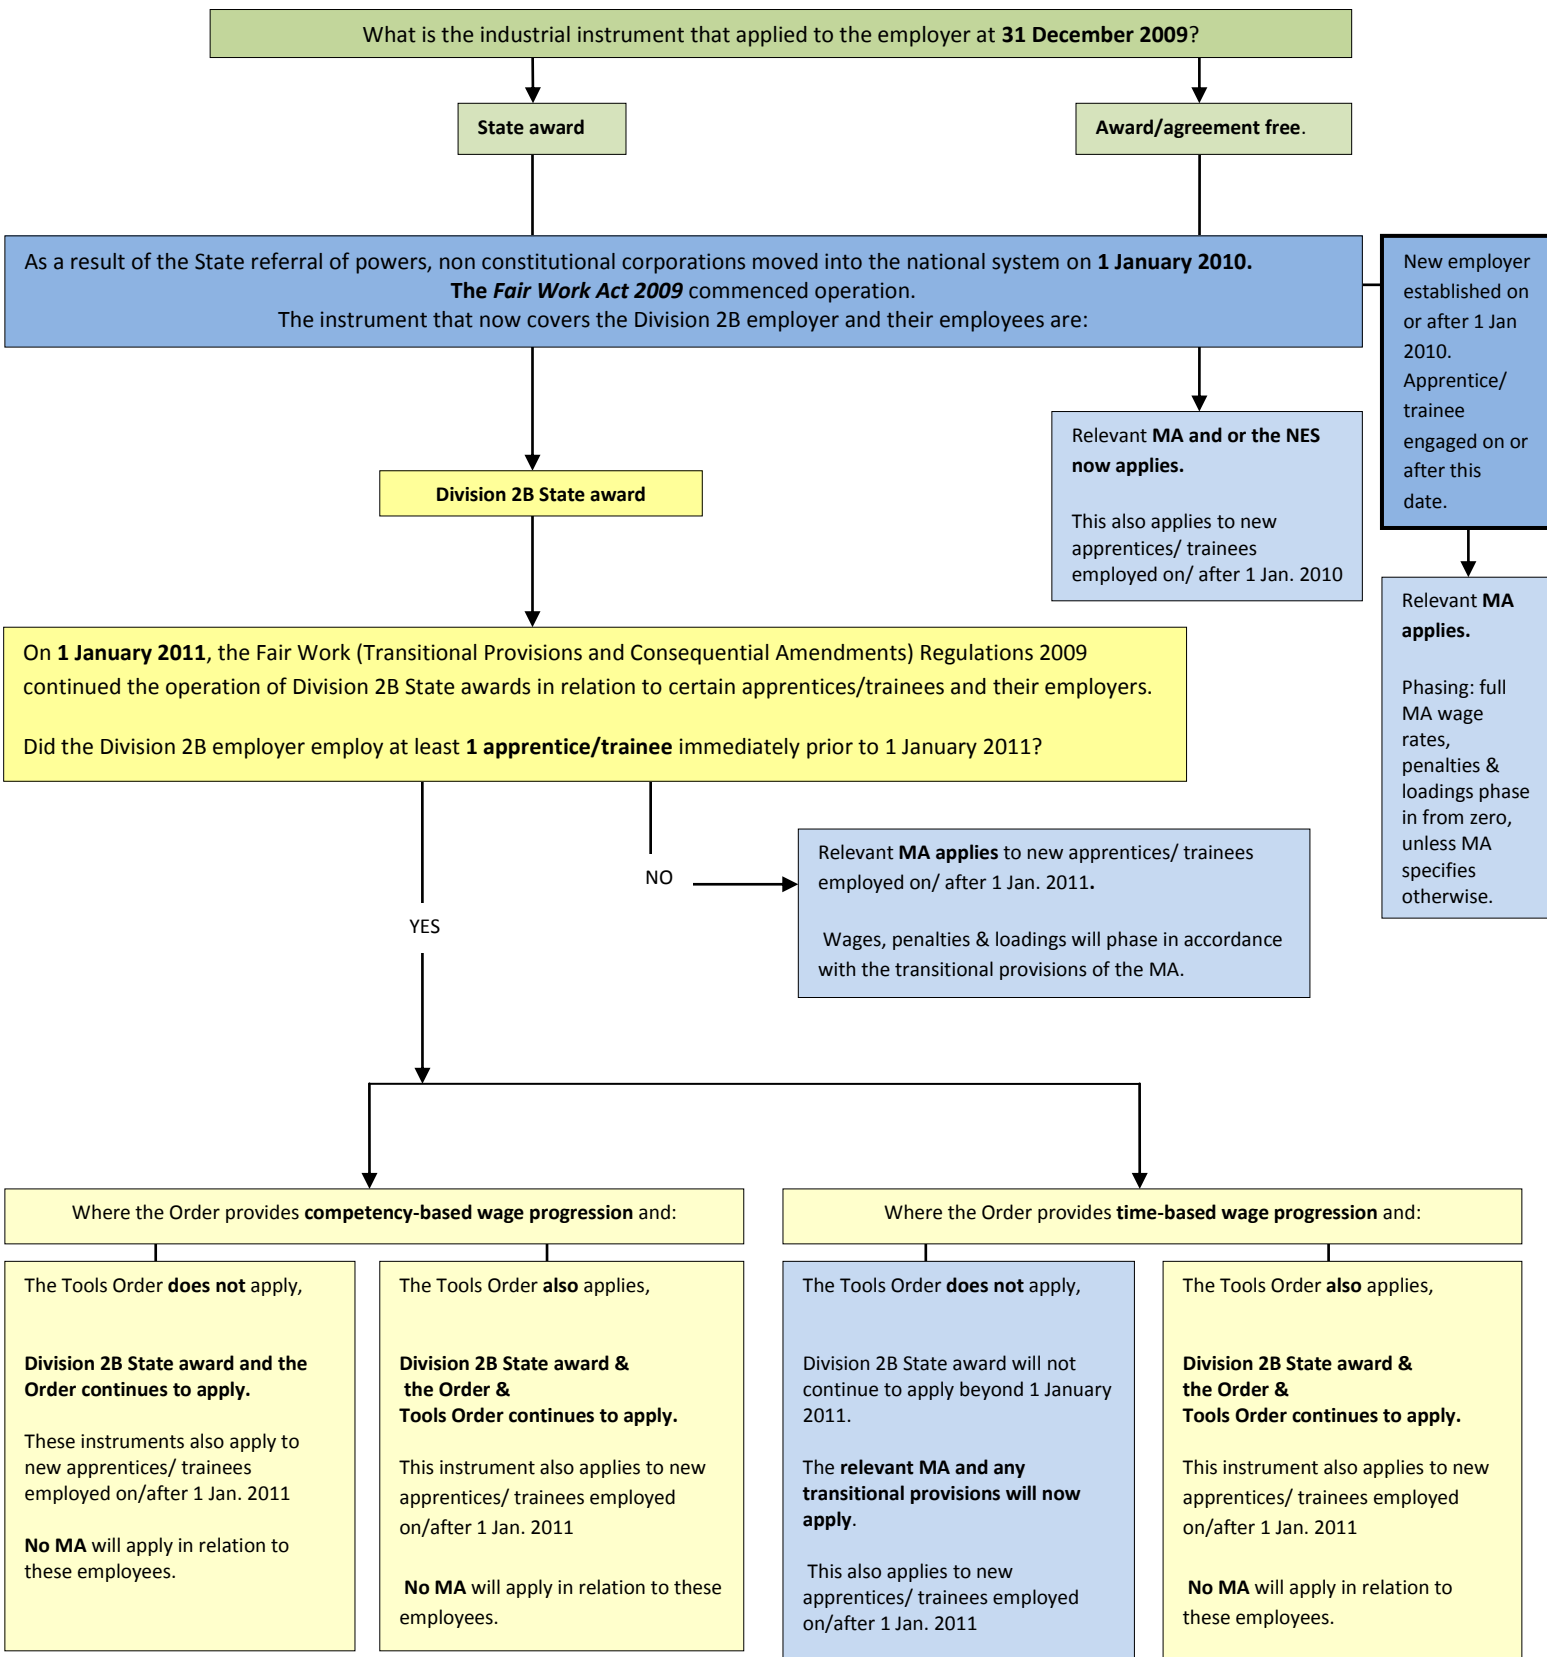 What is the industrial instrument that applied to the employer at 31 December 2009?
State award
Award/agreement free.
As a result of the State referral of powers, non constitutional corporations moved into the national system on 1 January 2010.
The Fair Work Act 2009 commenced operation.
The instrument that now covers the Division 2B employer and their employees are:
New employer
established on
or after 1 Jan
2010.
Apprentice/
trainee
engaged on or
after this
date.
Relevant MA and or the NES
now applies.
This also applies to new
apprentices/ trainees
employed on/ after 1 Jan. 2010
Division 2B State award
Relevant MA
applies.
Phasing: full
MA wage
rates,
penalties &
loadings phase
in from zero,
unless MA
specifies
otherwise.
On 1 January 2011, the Fair Work (Transitional Provisions and Consequential Amendments) Regulations 2009
continued the operation of Division 2B State awards in relation to certain apprentices/trainees and their employers.
Did the Division 2B employer employ at least 1 apprentice/trainee immediately prior to 1 January 2011?
NO
Relevant MA applies to new apprentices/ trainees
employed on/ after 1 Jan. 2011.
Wages, penalties & loadings will phase in accordance
with the transitional provisions of the MA.
YES
Where the Order provides competency-based wage progression and:
Where the Order provides time-based wage progression and:
The Tools Order does not apply,
Division 2B State award and the
Order continues to apply.
These instruments also apply to
new apprentices/ trainees
employed on/after 1 Jan. 2011
No MA will apply in relation to
these employees.
The Tools Order also applies,
Division 2B State award &
the Order &
Tools Order continues to apply.
This instrument also applies to new
apprentices/ trainees employed
on/after 1 Jan. 2011
No MA will apply in relation to these
employees.
The Tools Order does not apply,
Division 2B State award will not
continue to apply beyond 1 January
2011.
The relevant MA and any
transitional provisions will now
apply.
This also applies to new
apprentices/ trainees employed
on/after 1 Jan. 2011
The Tools Order also applies,
Division 2B State award &
the Order &
Tools Order continues to apply.
This instrument also applies to new
apprentices/ trainees employed
on/after 1 Jan. 2011
No MA will apply in relation to
these employees.